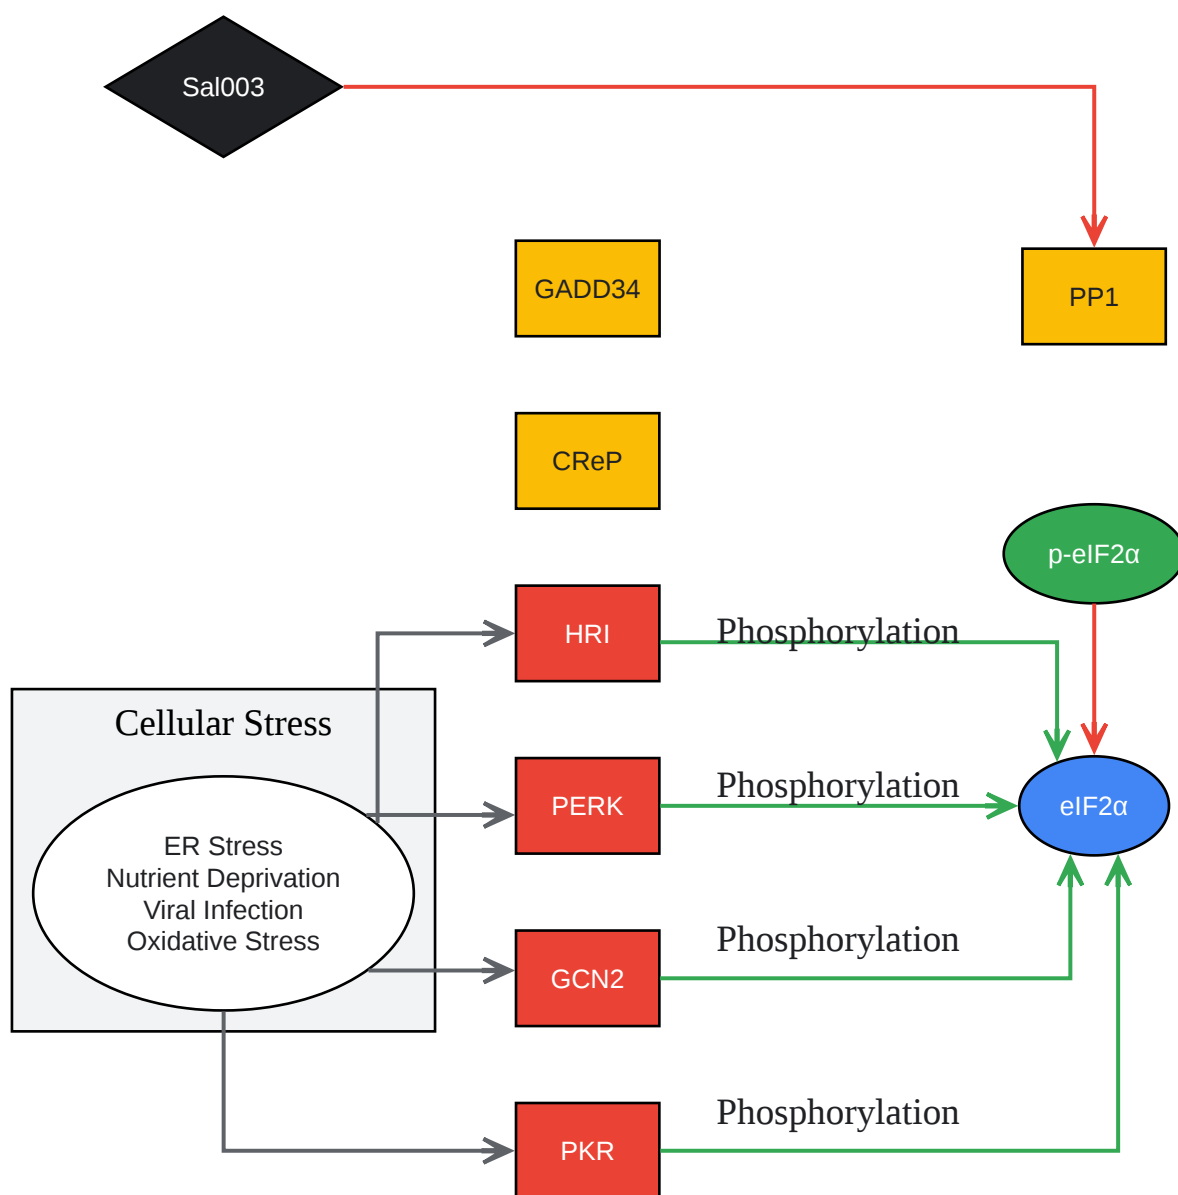 Sal003
GADD34
PP1
CReP
p-eIF2α
HRI
Phosphorylation
Cellular Stress
PERK
Phosphorylation
eIF2α
ER Stress
Nutrient Deprivation
Viral Infection
Oxidative Stress
GCN2
Phosphorylation
PKR
Phosphorylation